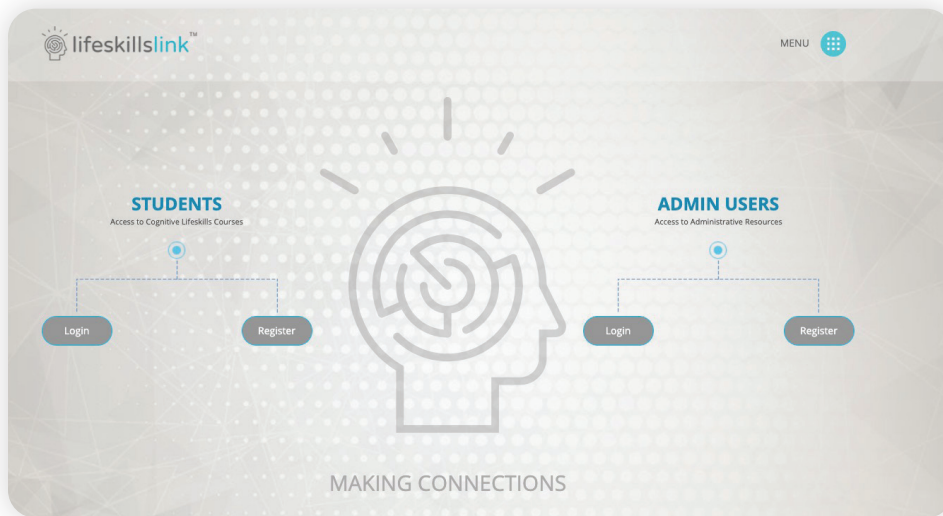 lifeskillslink™
MENU
STUDENTS
Access to Cognitive Lifeskills Courses
Login
Register
ADMIN USERS
Access to Administrative Resources
Login
Register
MAKING CONNECTIONS